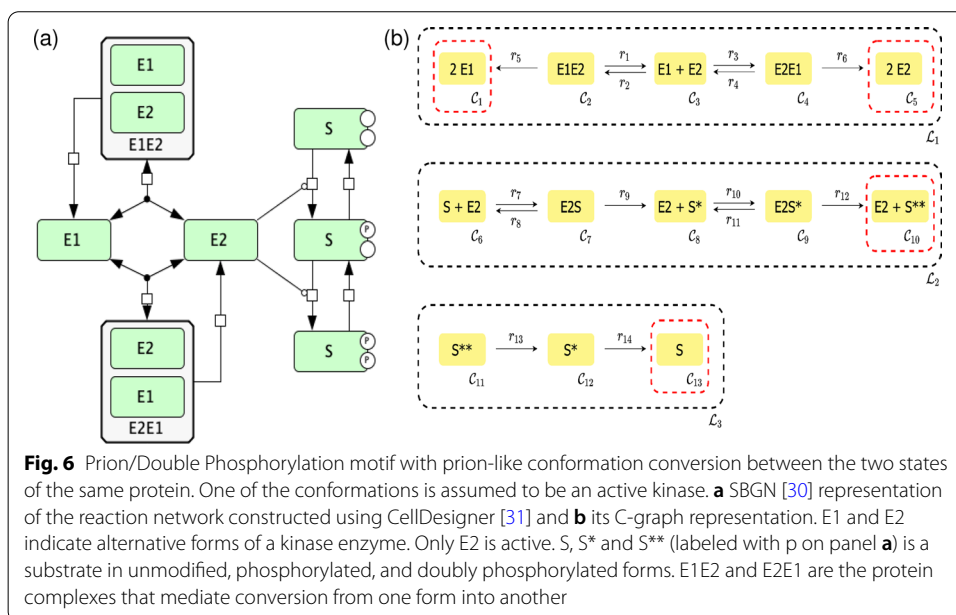 (a)
E1
E2
E1E2
E1
E2
E2
E1
E2E1
S
S
P
S
P
P
(b)
2 E1
r5
E1E2
r1
r2
E1 + E2
r3
r4
E2E1
r6
2 E2
C1
C2
C3
C4
C5
L1
S + E2
r7
r8
E2S
r9
E2 + S*
r10
r11
E2S*
r12
E2 + S**
C6
C7
C8
C9
C10
L2
S**
r13
S*
r14
S
C11
C12
C13
L3
Fig. 6 Prion/Double Phosphorylation motif with prion-like conformation conversion between the two states
of the same protein. One of the conformations is assumed to be an active kinase. a SBGN [30] representation
of the reaction network constructed using CellDesigner [31] and b its C-graph representation. E1 and E2
indicate alternative forms of a kinase enzyme. Only E2 is active. S, S* and S** (labeled with p on panel a) is a
substrate in unmodified, phosphorylated, and doubly phosphorylated forms. E1E2 and E2E1 are the protein
complexes that mediate conversion from one form into another